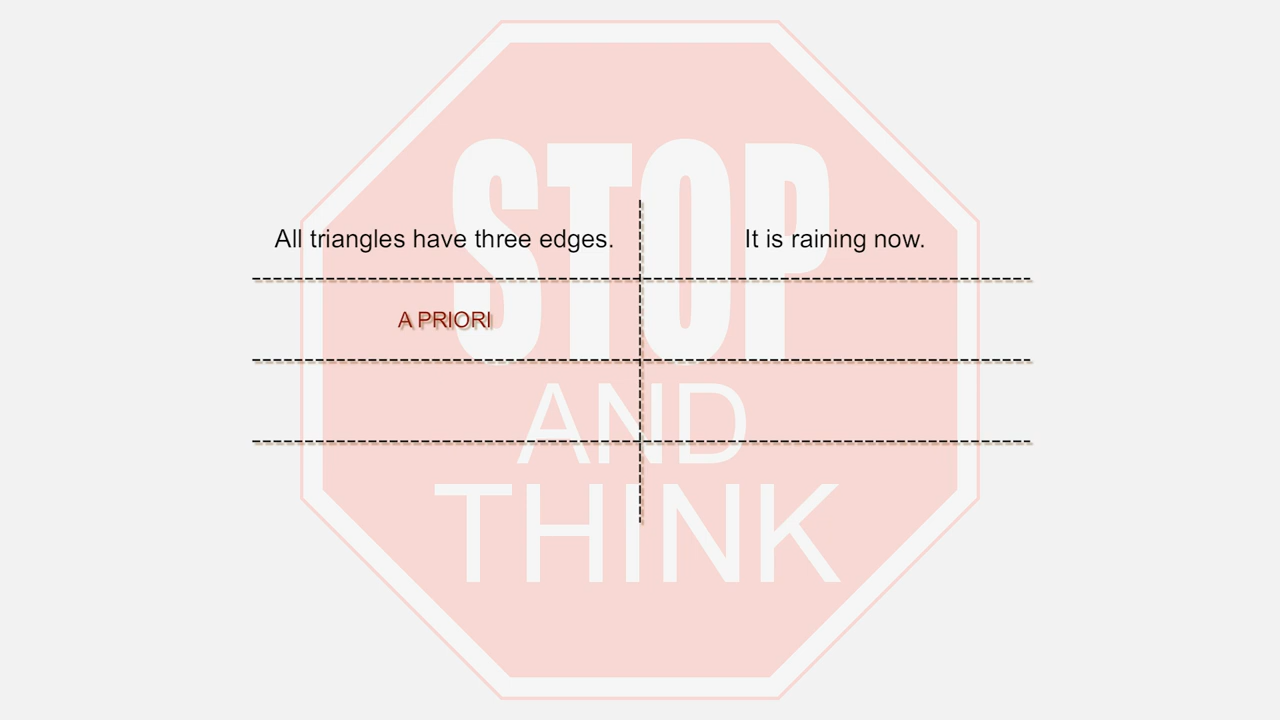 STOP
All triangles have three edges.
It is raining now.
A PRIORI
AND
THINK